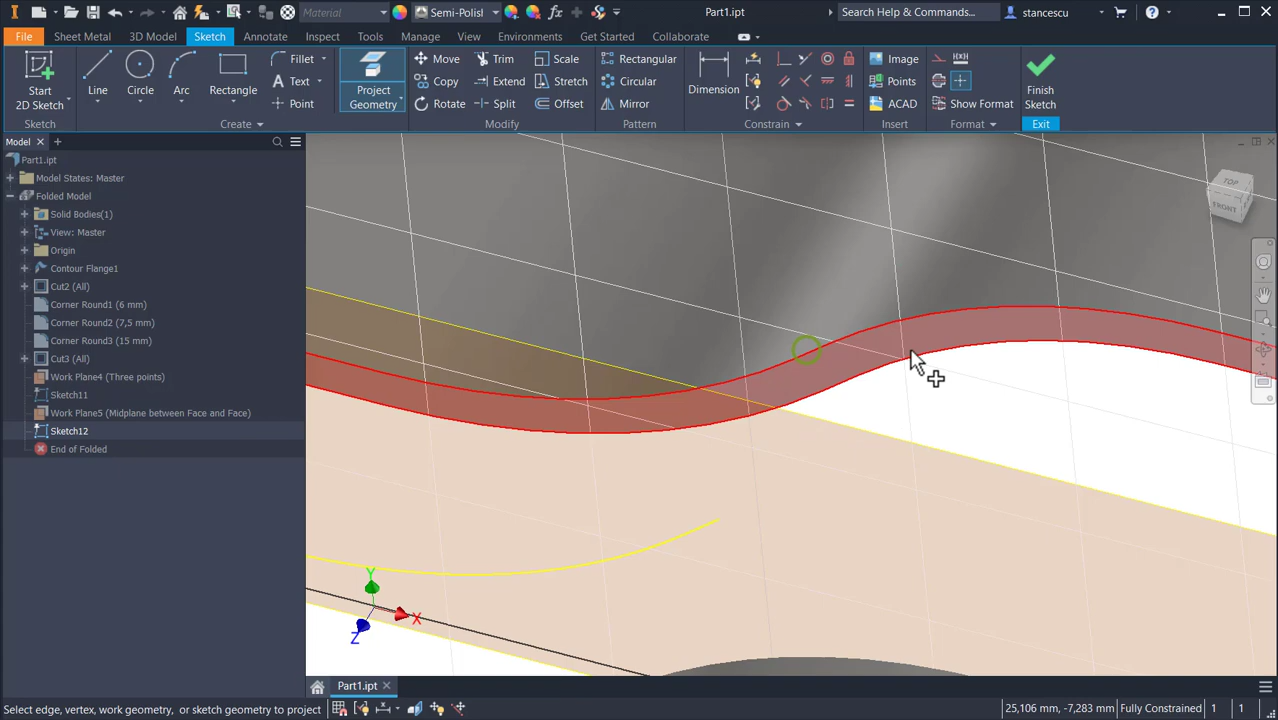 Material
Semi-Polish
Part1.ipt
Search Help & Commands...
stancescu
File Sheet Metal 3D Model Sketch Annotate Inspect Tools Manage View Environments Get Started Collaborate
Start
2D Sketch
Line
Circle
Arc
Rectangle
Fillet
Text
Point
Project
Geometry
Move
Copy
Rotate
Trim
Extend
Split
Scale
Stretch
Offset
Rectangular
Circular
Mirror
Dimension
Image
Points
ACAD
Show Format
Finish
Sketch
Sketch Create Modify Pattern Constrain Insert Format Exit
Model
Part1.ipt
Model States: Master
Folded Model
Solid Bodies(1)
View: Master
Origin
Contour Flange1
Cut2 (All)
Corner Round1 (6 mm)
Corner Round2 (7,5 mm)
Corner Round3 (15 mm)
Cut3 (All)
Work Plane4 (Three points)
Sketch11
Work Plane5 (Midplane between Face and Face)
Sketch12
End of Folded
TOP
FRONT
Y
X
Z
Part1.ipt
Select edge, vertex, work geometry, or sketch geometry to project
25,106 mm, -7,283 mm Fully Constrained 1 1